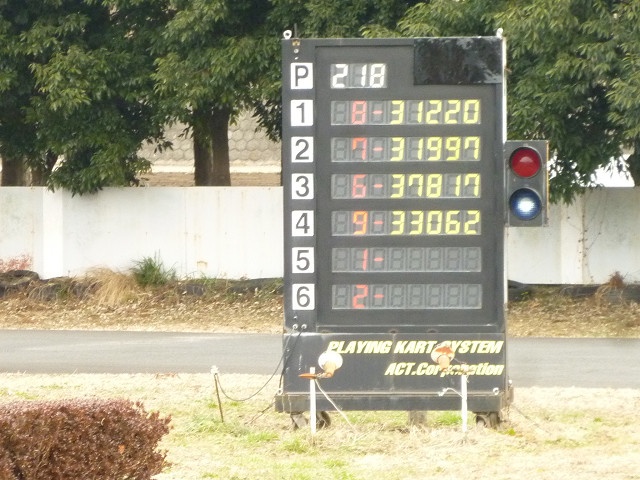 P 218
1 8- 31220
2 7- 31997
3 6- 37817
4 9- 33062
5 1-
6 2-
PLAYING KART SYSTEM
ACT.Corporation